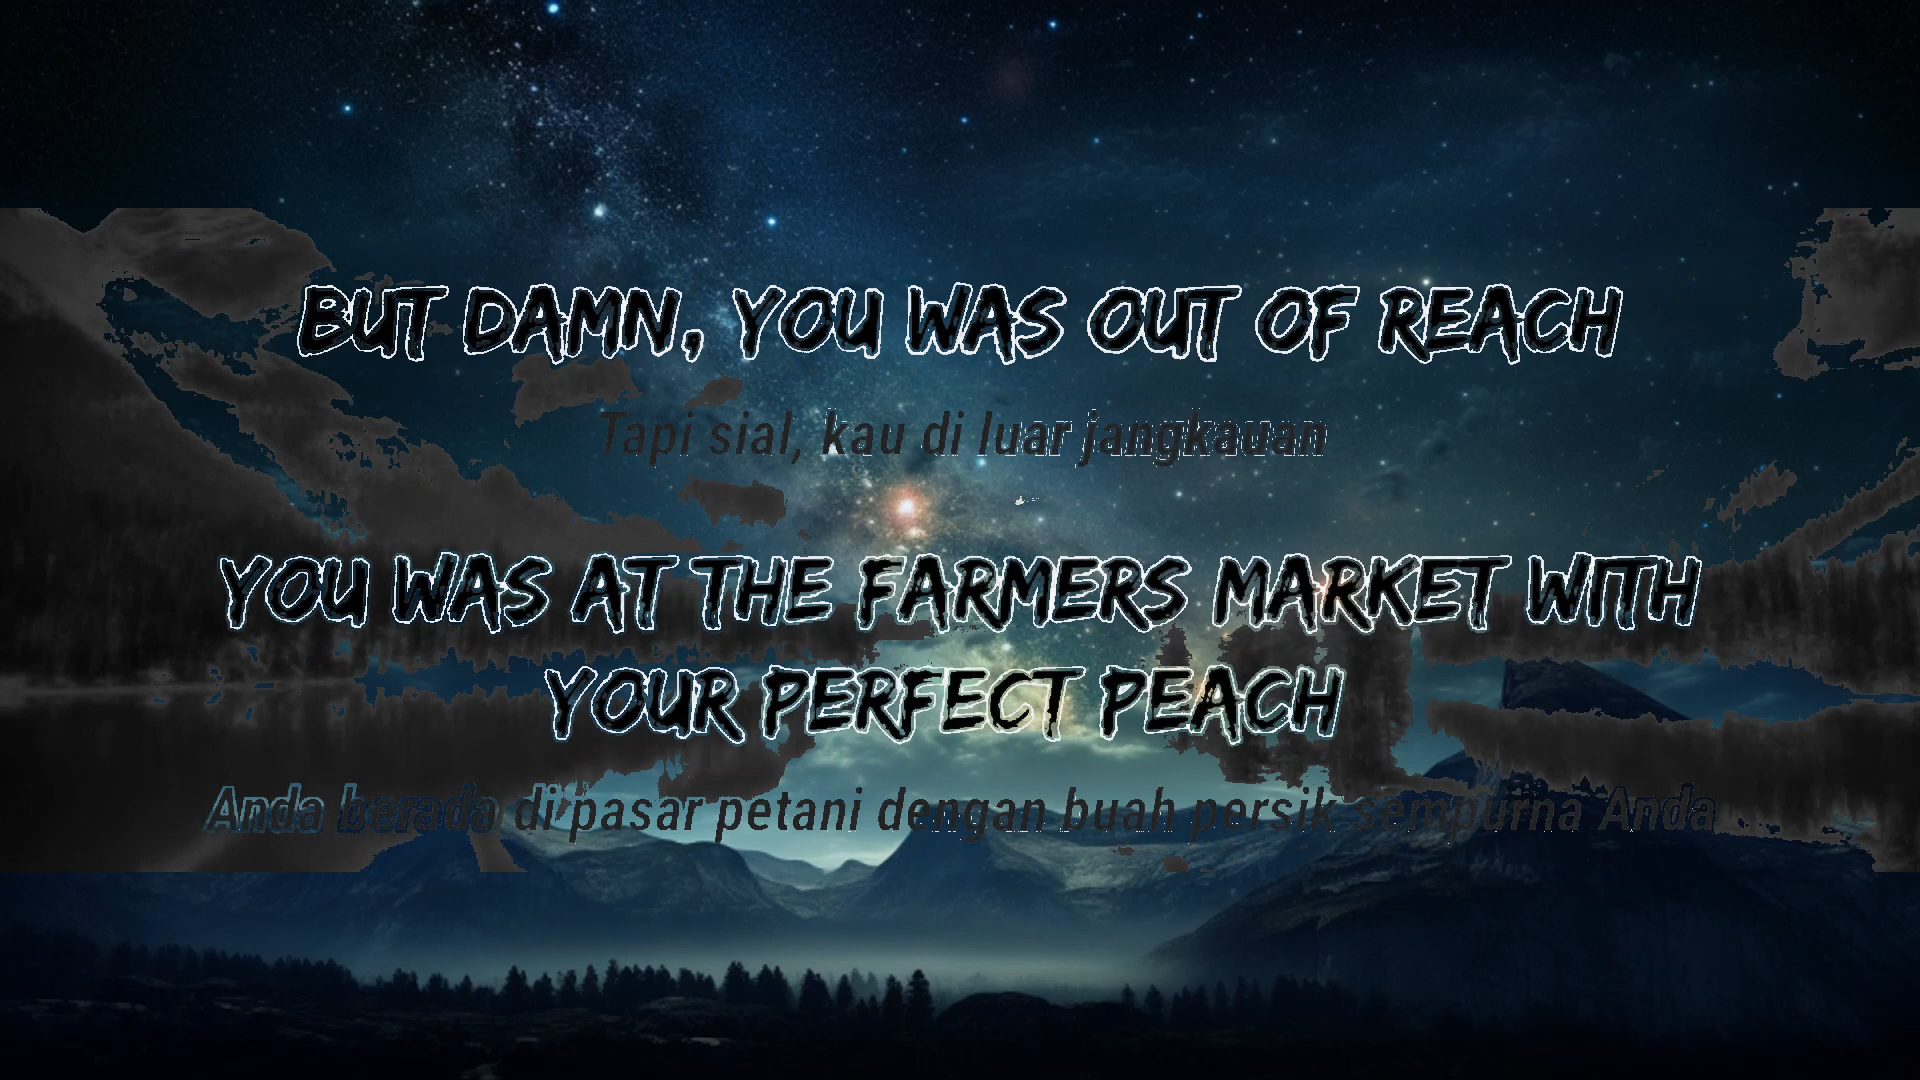 BUT DAMN, YOU WAS OUT OF REACH
Tapi sial, kau di luar jangkauan
YOU WAS AT THE FARMERS MARKET WITH
YOUR PERFECT PEACH
Anda berada di pasar petani dengan buah persik sempurna Anda